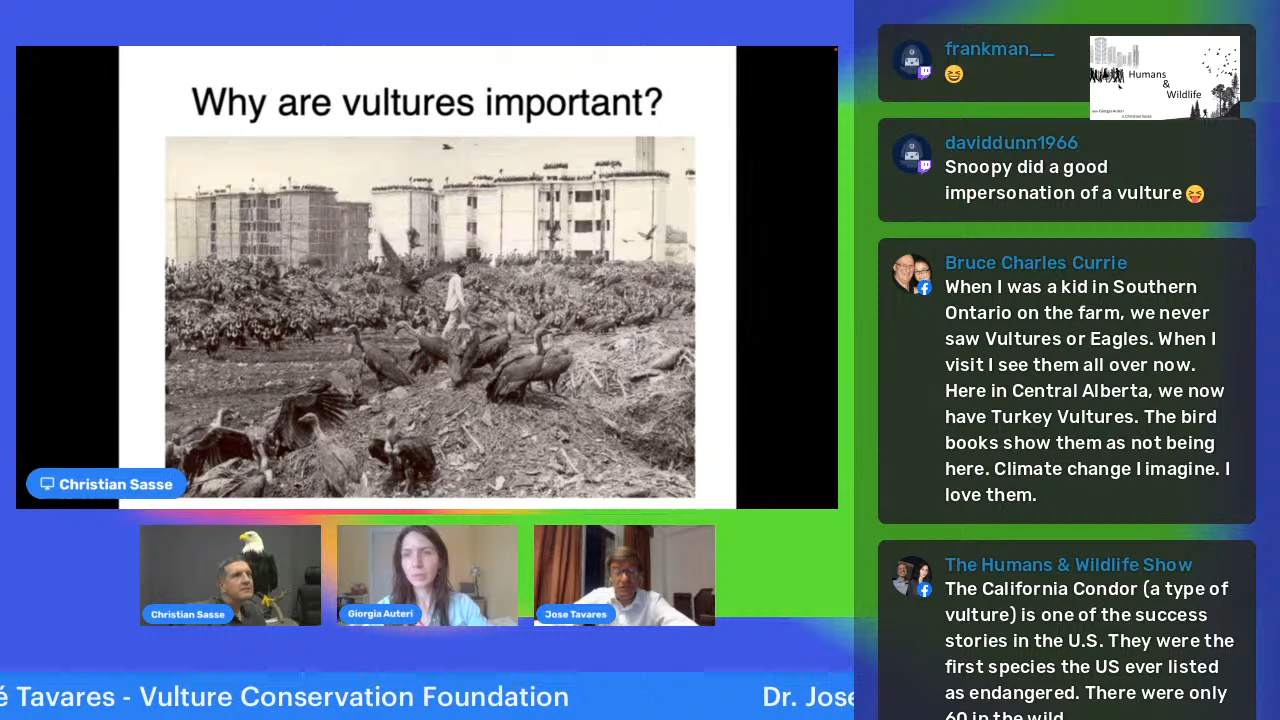 Why are vultures important?
Christian Sasse
Christian Sasse
Giorgia Auteri
Jose Tavares
é Tavares - Vulture Conservation Foundation
Dr. Jose
frankman__
Humans
&
Wildlife
daviddunn1966
Snoopy did a good
impersonation of a vulture
Bruce Charles Currie
When I was a kid in Southern
Ontario on the farm, we never
saw Vultures or Eagles. When I
visit I see them all over now.
Here in Central Alberta, we now
have Turkey Vultures. The bird
books show them as not being
here. Climate change I imagine. I
love them.
The Humans & Wildlife Show
The California Condor (a type of
vulture) is one of the success
stories in the U.S. They were the
first species the US ever listed
as endangered. There were only
60 in the wild